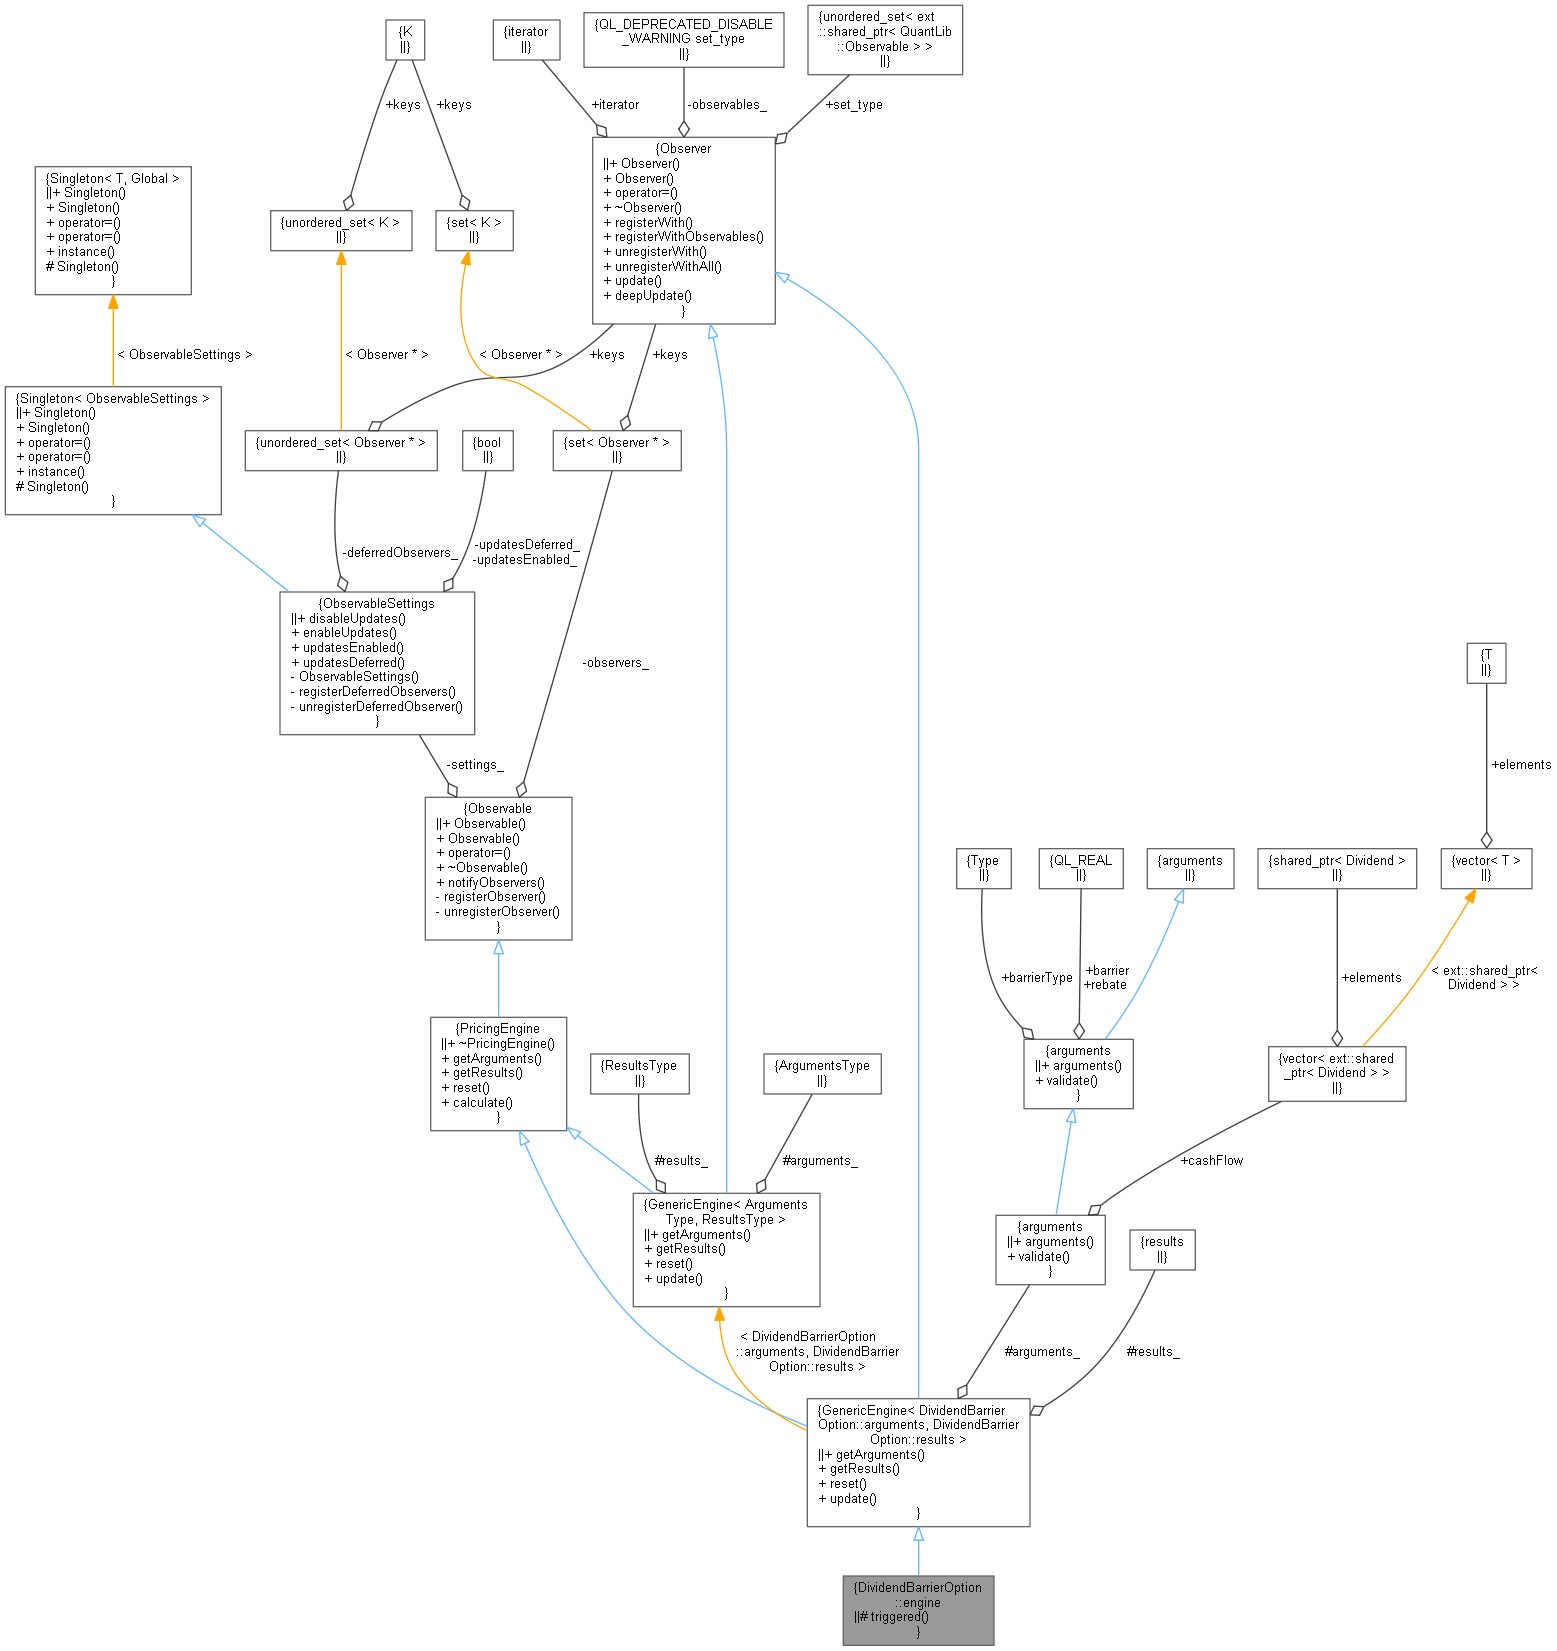 {K
||}
{iterator
||}
{QL_DEPRECATED_DISABLE
_WARNING set_type
||}
{unordered_set< ext
::shared_ptr< QuantLib
::Observable > >
||}
+keys
+keys
+iterator
-observables_
+set_type
{Singleton< T, Global >
||+ Singleton()
+ Singleton()
+ operator=()
+ operator=()
+ instance()
# Singleton()
}
{unordered_set< K >
||}
{set< K >
||}
{Observer
||+ Observer()
+ Observer()
+ operator=()
+ ~Observer()
+ registerWith()
+ registerWithObservables()
+ unregisterWith()
+ unregisterWithAll()
+ update()
+ deepUpdate()
}
< ObservableSettings >
< Observer * >
< Observer * >
+keys
+keys
{Singleton< ObservableSettings >
||+ Singleton()
+ Singleton()
+ operator=()
+ operator=()
+ instance()
# Singleton()
}
{unordered_set< Observer * >
||}
{bool
||}
{set< Observer * >
||}
-deferredObservers_
-updatesDeferred_
-updatesEnabled_
{ObservableSettings
||+ disableUpdates()
+ enableUpdates()
+ updatesEnabled()
+ updatesDeferred()
- ObservableSettings()
- registerDeferredObservers()
- unregisterDeferredObserver()
}
-observers_
{T
||}
-settings_
+elements
{Observable
||+ Observable()
+ Observable()
+ operator=()
+ ~Observable()
+ notifyObservers()
- registerObserver()
- unregisterObserver()
}
{Type
||}
{QL_REAL
||}
{arguments
||}
{shared_ptr< Dividend >
||}
{vector< T >
||}
+barrierType
+barrier
+rebate
+elements
< ext::shared_ptr<
Dividend > >
{PricingEngine
||+ ~PricingEngine()
+ getArguments()
+ getResults()
+ reset()
+ calculate()
}
{ResultsType
||}
{ArgumentsType
||}
{arguments
||+ arguments()
+ validate()
}
{vector< ext::shared
_ptr< Dividend > >
||}
#results_
#arguments_
+cashFlow
{GenericEngine< Arguments
Type, ResultsType >
||+ getArguments()
+ getResults()
+ reset()
+ update()
}
{arguments
||+ arguments()
+ validate()
}
{results
||}
< DividendBarrierOption
::arguments, DividendBarrier
Option::results >
#arguments_
#results_
{GenericEngine< DividendBarrier
Option::arguments, DividendBarrier
Option::results >
||+ getArguments()
+ getResults()
+ reset()
+ update()
}
{DividendBarrierOption
::engine
||# triggered()
}